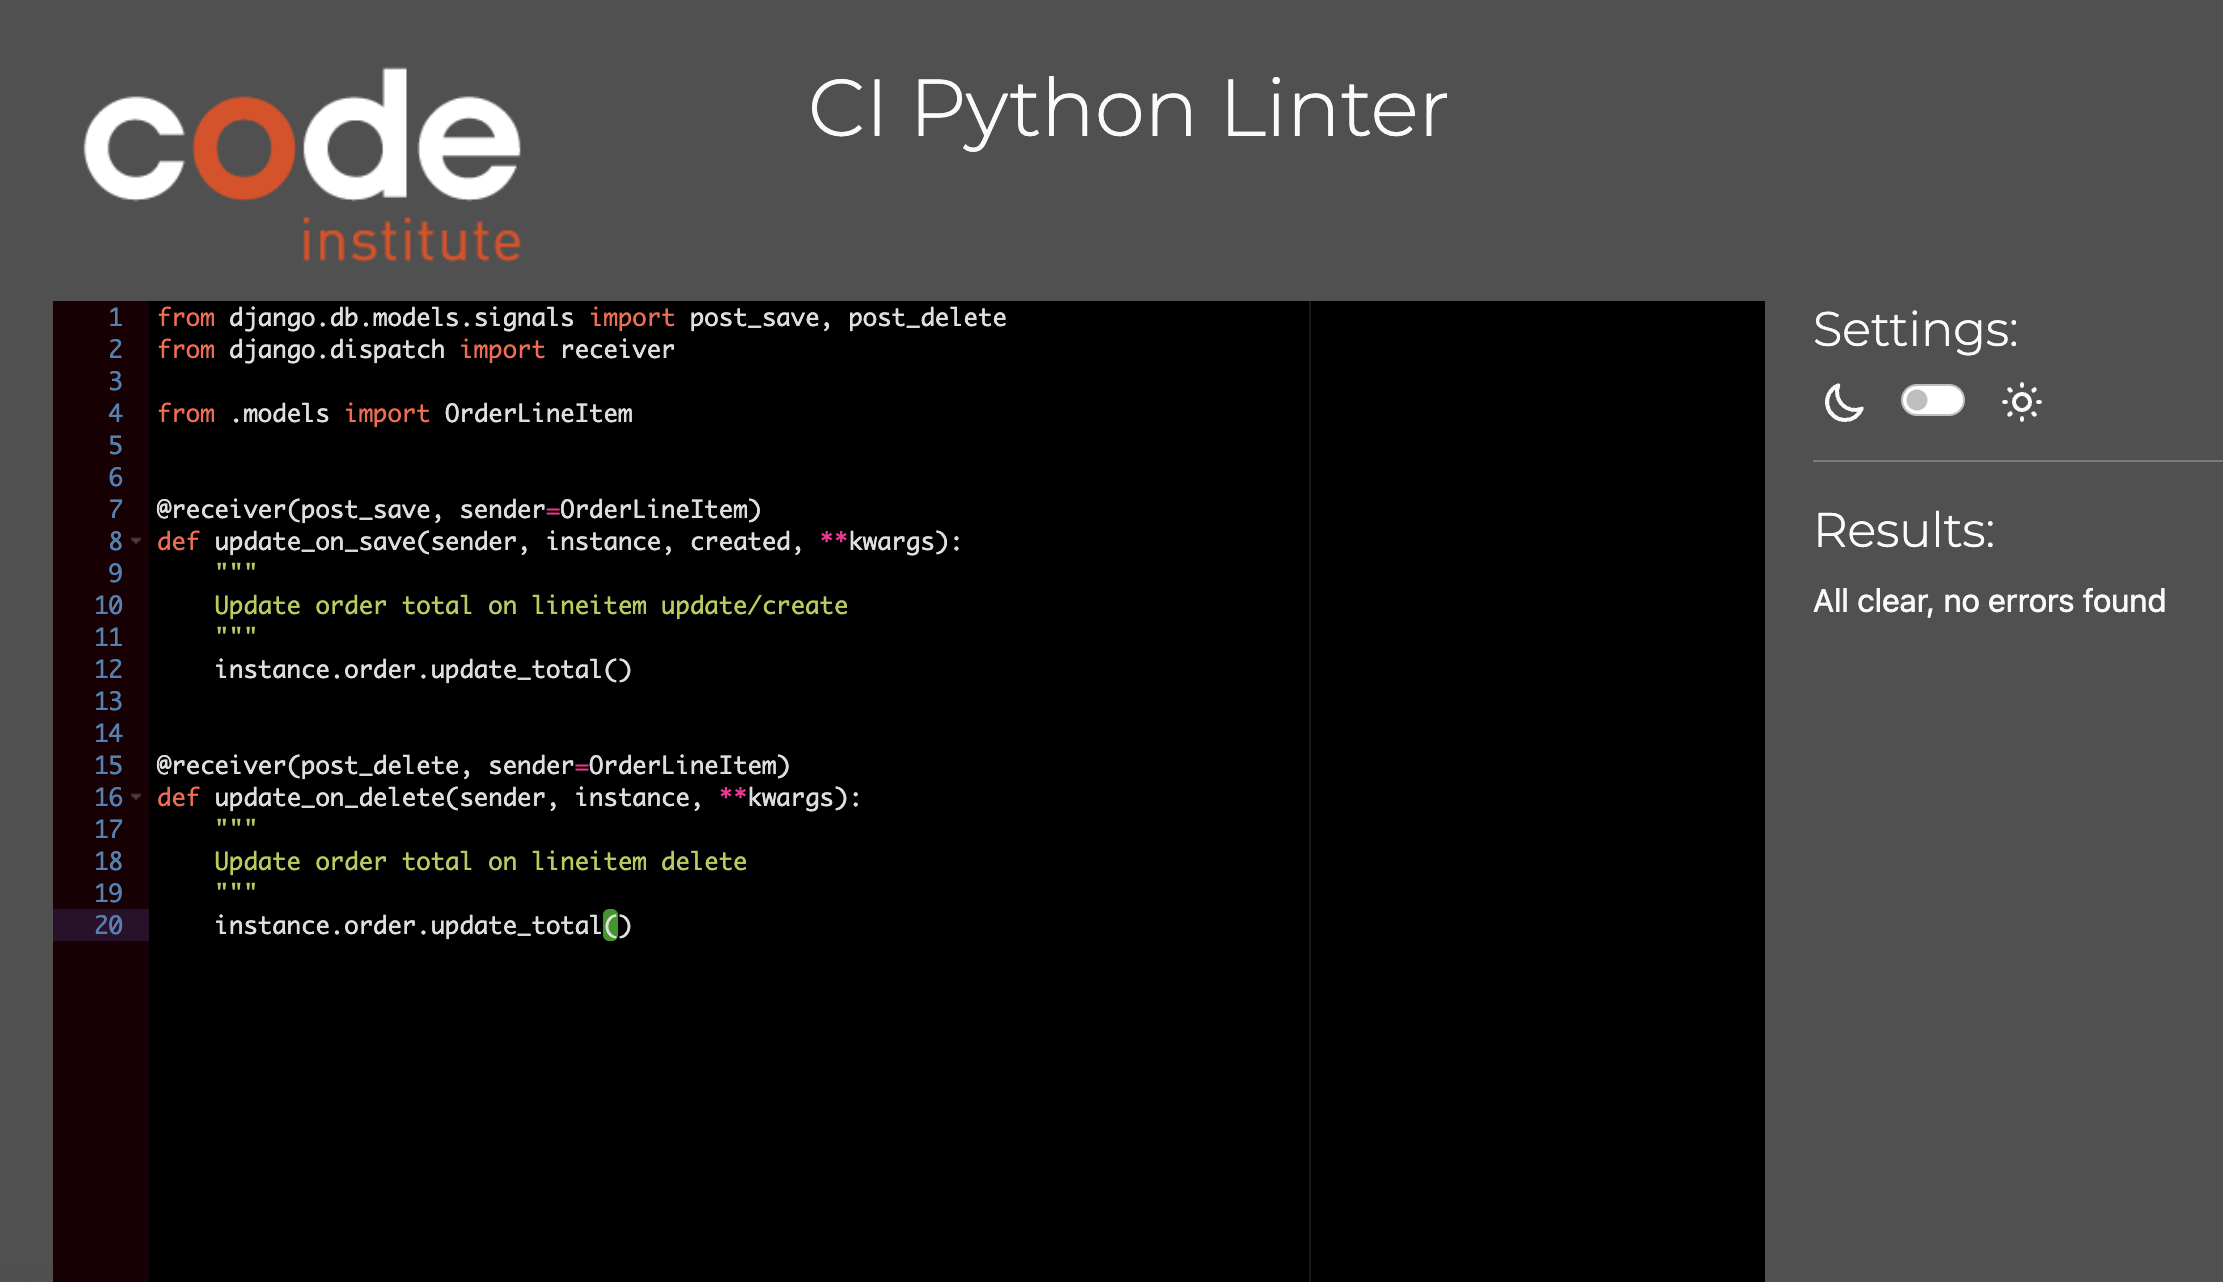 code
institute
CI Python Linter
1 from django.db.models.signals import post_save, post_delete
2 from django.dispatch import receiver
3
4 from .models import OrderLineItem
5
6
7 @receiver(post_save, sender=OrderLineItem)
8 def update_on_save(sender, instance, created, **kwargs):
9     """
10     Update order total on lineitem update/create
11     """
12     instance.order.update_total()
13
14
15 @receiver(post_delete, sender=OrderLineItem)
16 def update_on_delete(sender, instance, **kwargs):
17     """
18     Update order total on lineitem delete
19     """
20     instance.order.update_total()
Settings:
Results:
All clear, no errors found